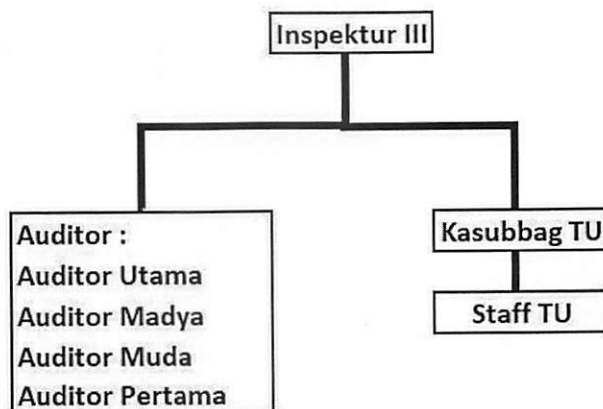 Inspektur III
Auditor :
Auditor Utama
Auditor Madya
Auditor Muda
Auditor Pertama
Kasubbag TU
Staff TU